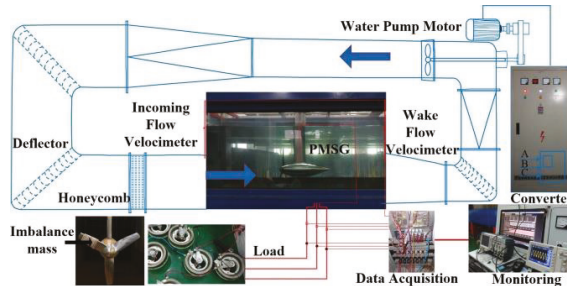 Water Pump Motor
Incoming
Flow
Velocimeter
Wake
Flow
Velocimeter
Deflector
PMSG
Honeycomb
A
B
C
Converter
Imbalance
mass
Load
Data Acquisition
Monitoring